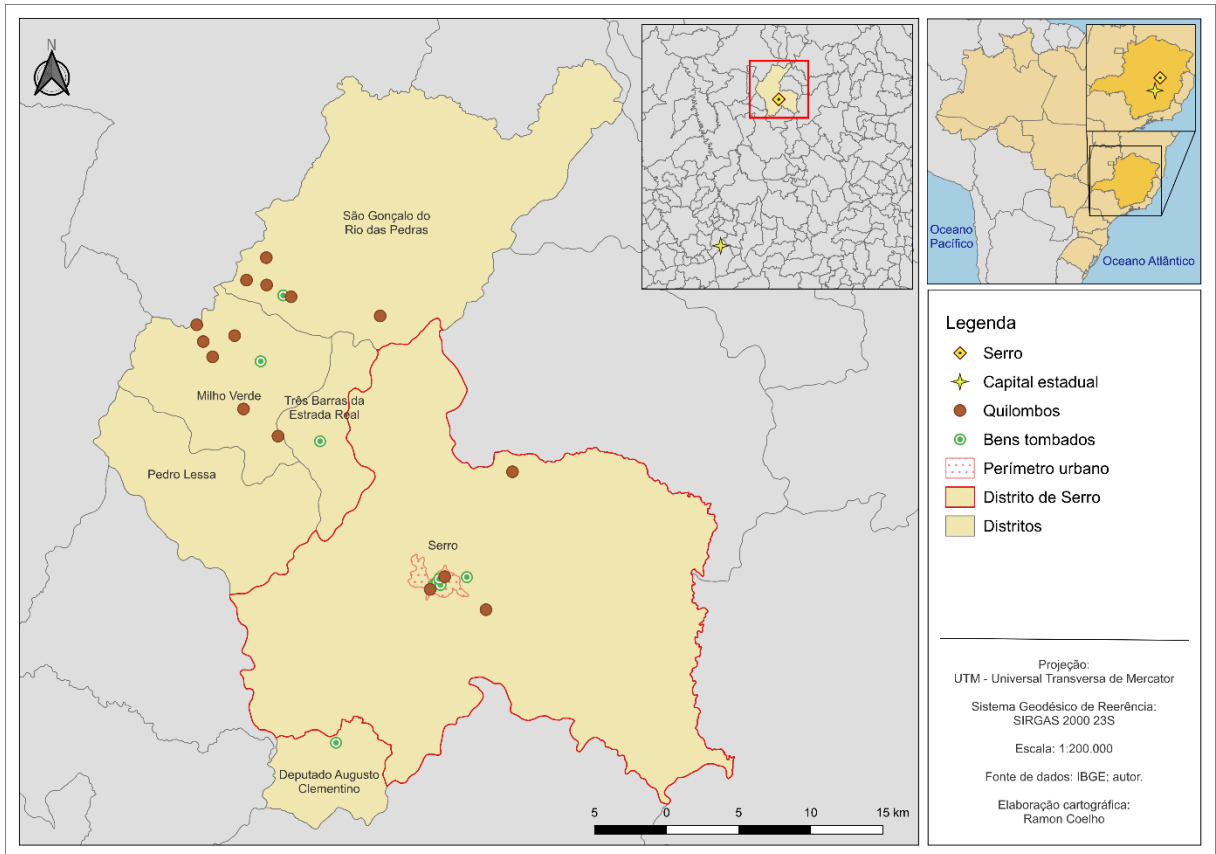 N
São Gonçalo do
Rio das Pedras
Milho Verde
Três Barras da
Estrada Real
Pedro Lessa
Serro
Deputado Augusto
Clementino
5 0 5 10 15 km
Oceano
Pacífico
Oceano Atlântico
Legenda
Serro
Capital estadual
Quilombos
Bens tombados
Perímetro urbano
Distrito de Serro
Distritos
Projeção:
UTM - Universal Transversa de Mercator
Sistema Geodésico de Reerência:
SIRGAS 2000 23S
Escala: 1:200.000
Fonte de dados: IBGE; autor.
Elaboração cartográfica:
Ramon Coelho